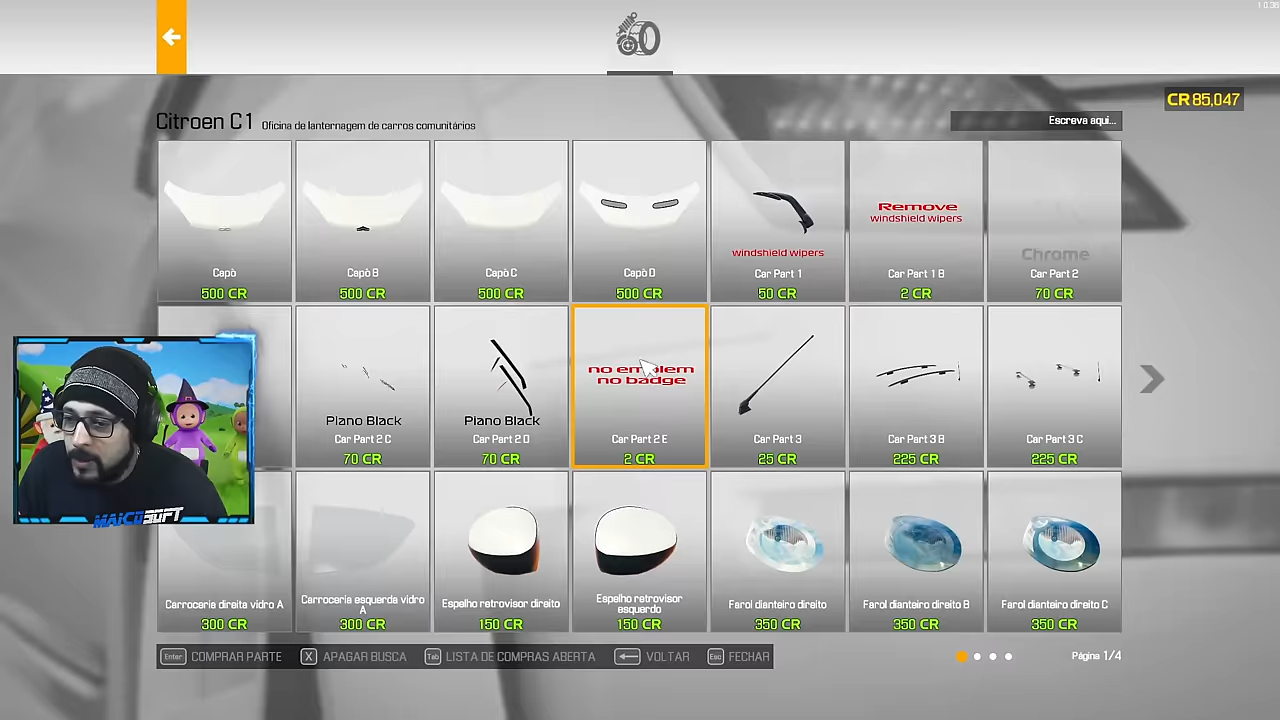 1 0.36
CR 85,047
Citroen C1 Oficina de lanternagem de carros comunitários
Escreva aqui...
Capô
500 CR
Capô B
500 CR
Capô C
500 CR
Capô D
500 CR
windshield wipers
Car Part 1
50 CR
Remove
windshield wipers
Car Part 1 B
2 CR
Chrome
Car Part 2
70 CR
Piano Black
Car Part 2 C
70 CR
Piano Black
Car Part 2 D
70 CR
no emblem
no badge
Car Part 2 E
2 CR
Car Part 3
25 CR
Car Part 3 B
225 CR
Car Part 3 C
225 CR
MAICOSOFT
Carroceria direita vidro A
300 CR
Carroceria esquerda vidro
A
300 CR
Espelho retrovisor direito
150 CR
Espelho retrovisor
esquerdo
150 CR
Farol dianteiro direito
350 CR
Farol dianteiro direito B
350 CR
Farol dianteiro direito C
350 CR
Enter COMPRAR PARTE X APAGAR BUSCA Tab LISTA DE COMPRAS ABERTA VOLTAR Esc FECHAR
Página 1/4